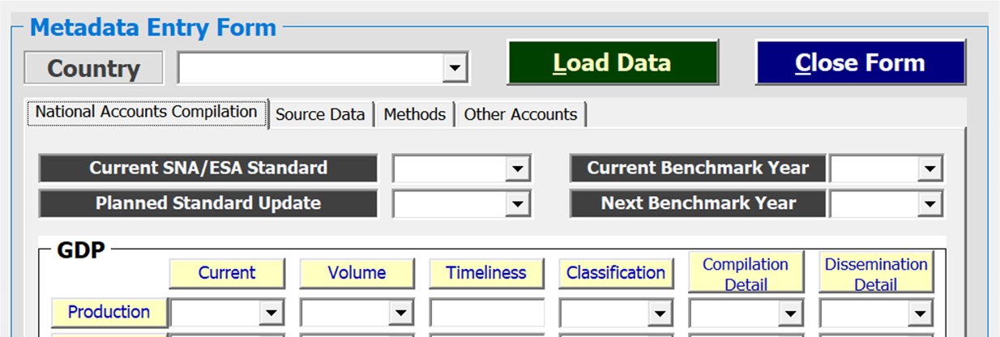 Metadata Entry Form
Country
Load Data
Close Form
National Accounts Compilation
Source Data
Methods
Other Accounts
Current SNA/ESA Standard
Current Benchmark Year
Planned Standard Update
Next Benchmark Year
GDP
Current
Volume
Timeliness
Classification
Compilation
Detail
Dissemination
Detail
Production